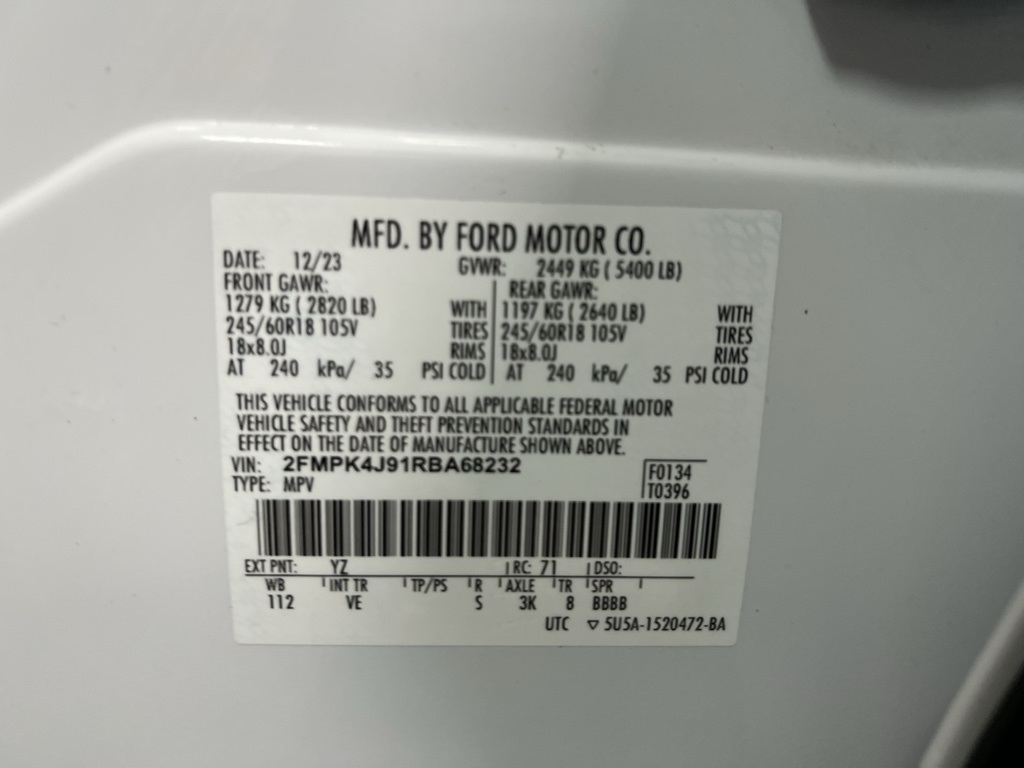 MFD. BY FORD MOTOR CO.
DATE: 12/23 GVWR: 2449 KG ( 5400 LB)
FRONT GAWR: REAR GAWR:
1279 KG ( 2820 LB) WITH 1197 KG ( 2640 LB) WITH
245/60R18 105V TIRES 245/60R18 105V TIRES
18x8.0J RIMS 18x8.0J RIMS
AT 240 kPa/ 35 PSI COLD AT 240 kPa/ 35 PSI COLD
THIS VEHICLE CONFORMS TO ALL APPLICABLE FEDERAL MOTOR
VEHICLE SAFETY AND THEFT PREVENTION STANDARDS IN
EFFECT ON THE DATE OF MANUFACTURE SHOWN ABOVE.
VIN: 2FMPK4J91RBA68232 F0134
TYPE: MPV T0396
EXT PNT: YZ RC: 71 DSO:
WB INT TR TP/PS R AXLE TR SPR
112 VE S 3K 8 BBBB
UTC ▽ 5U5A-1520472-BA